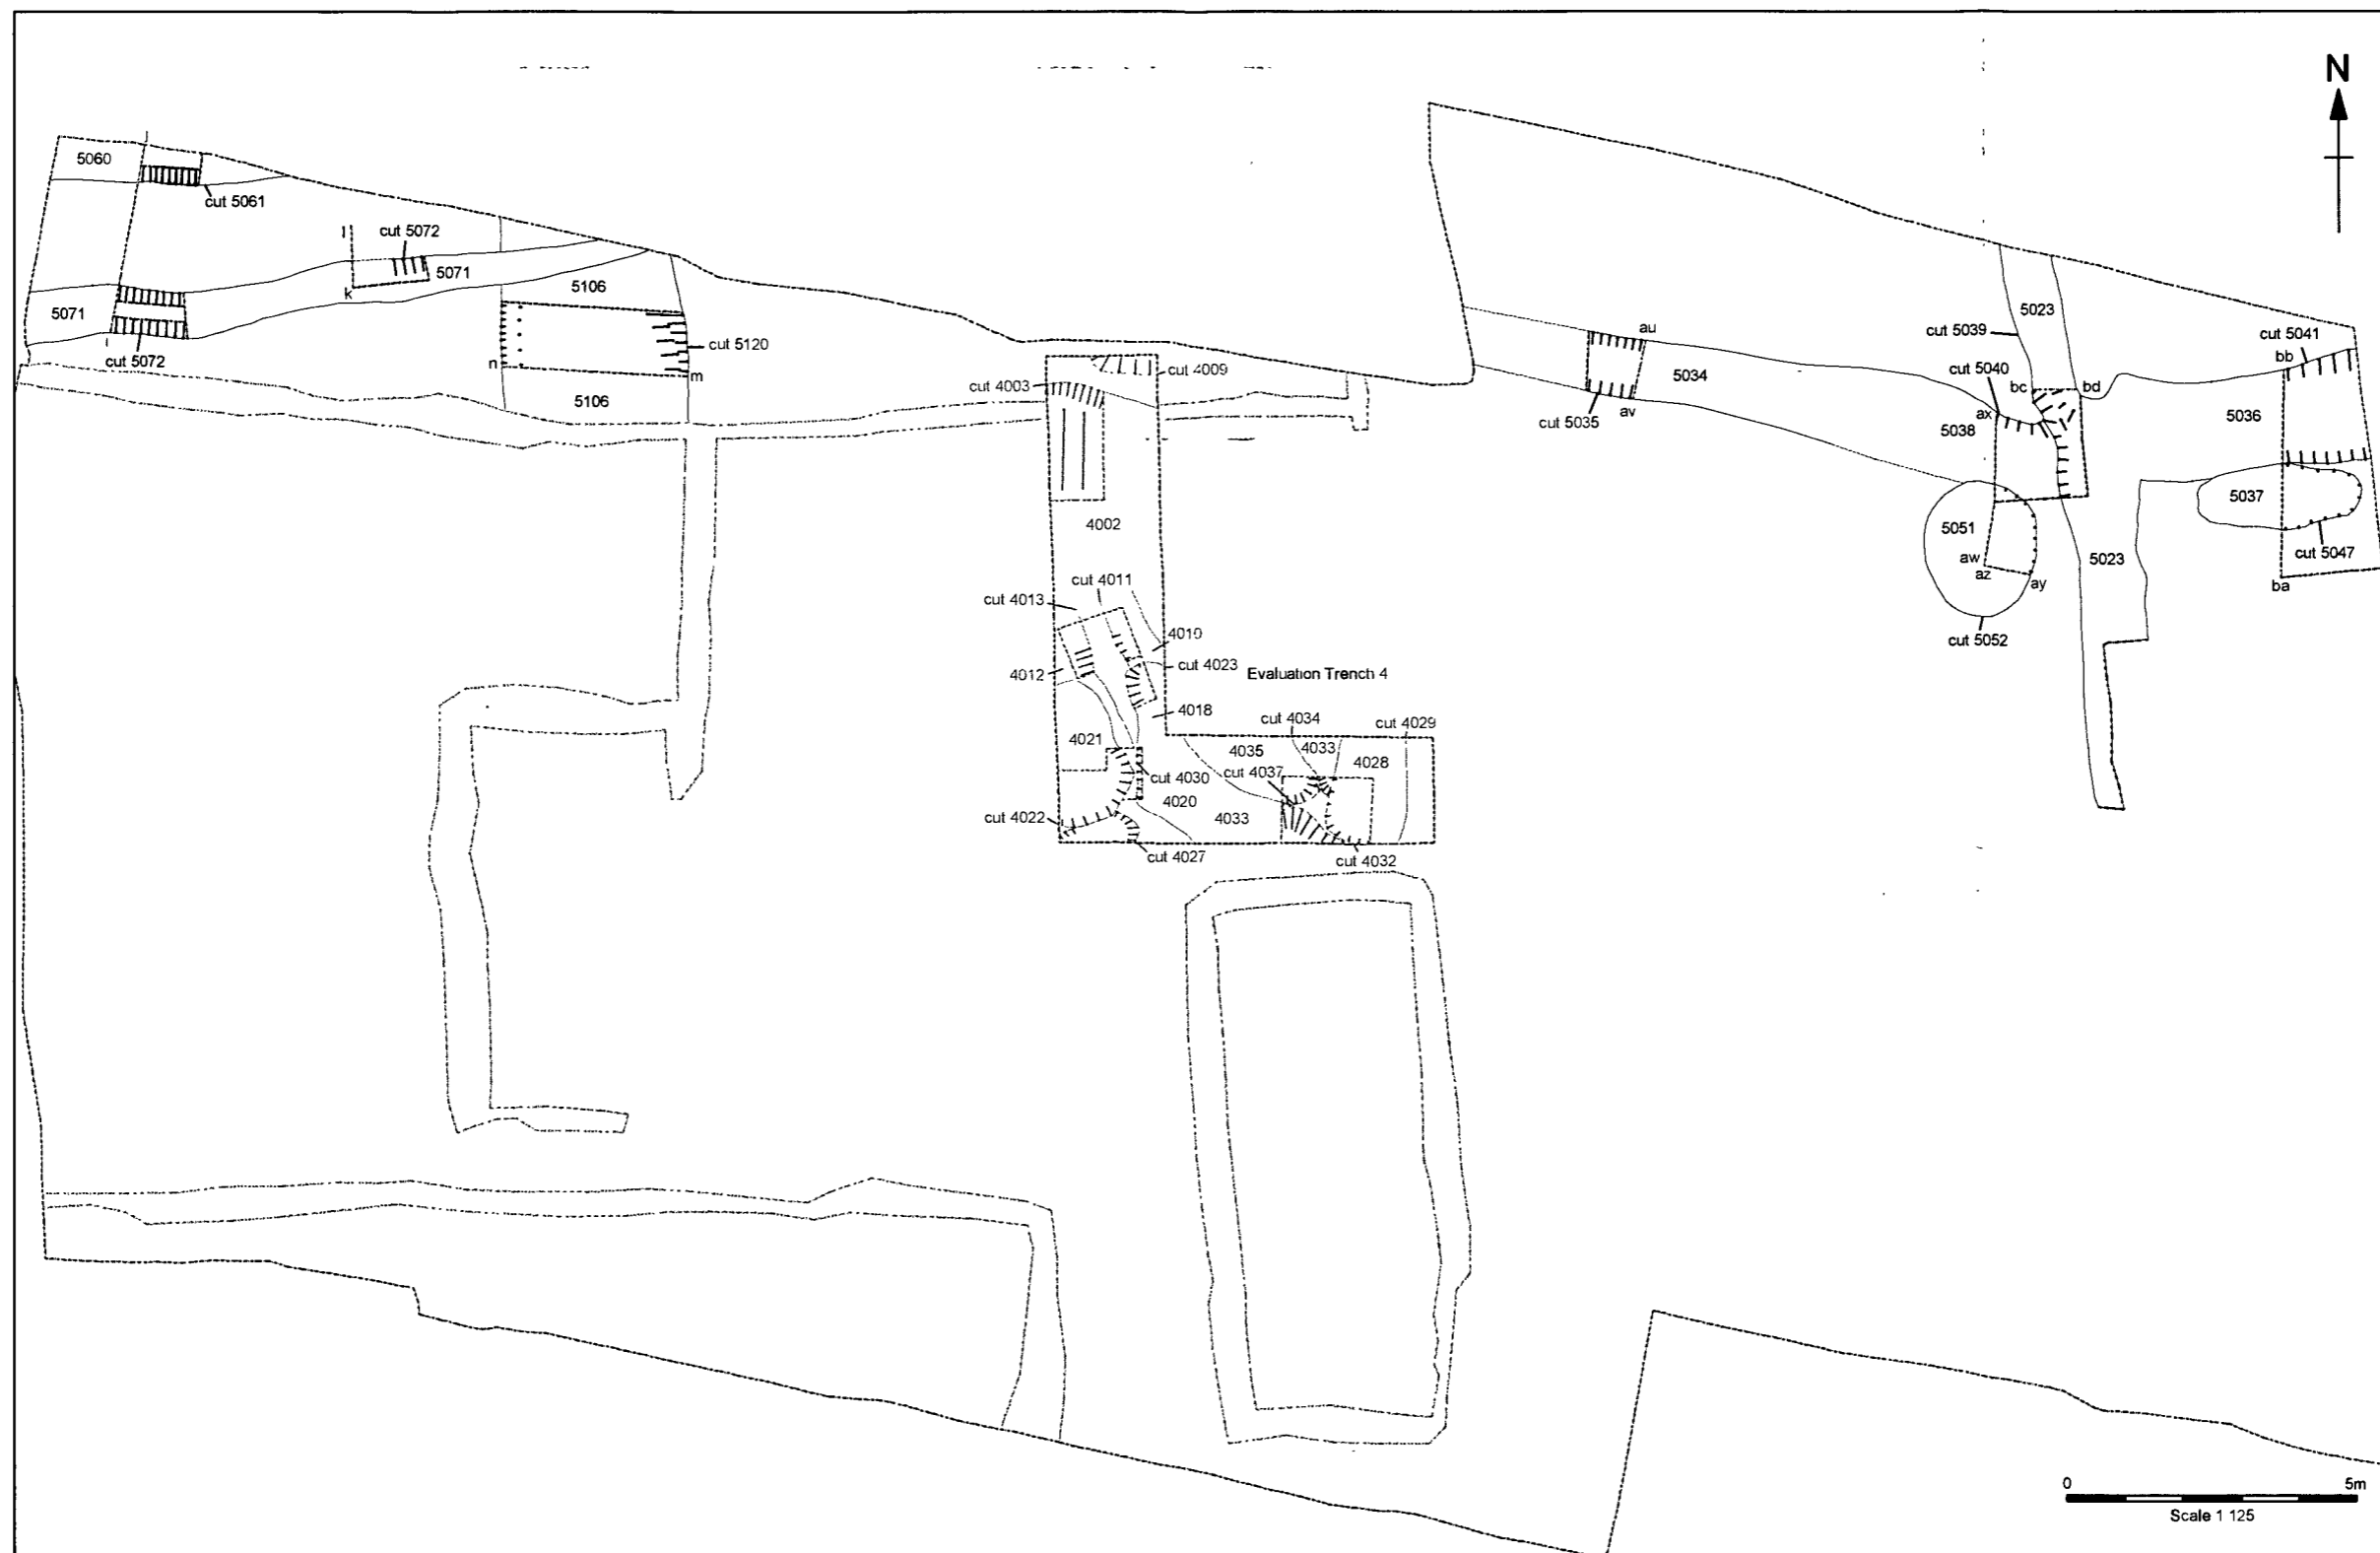 N
5060
cut 5061
l
cut 5072
5071
k
5071
cut 5072
5106
n
m
cut 5120
5106
cut 4003
cut 4009
4002
cut 4011
cut 4013
4019
4012
cut 4023
Evaluation Trench 4
4018
4021
cut 4034
cut 4029
4035
4033
4028
cut 4030
cut 4037
4020
4033
cut 4022
cut 4027
cut 4032
au
5034
av
cut 5035
5023
cut 5039
cut 5041
bb
cut 5040
bc
bd
ax
5038
5036
5037
5051
aw
az
ay
5023
cut 5047
ba
cut 5052
0
5m
Scale 1 125